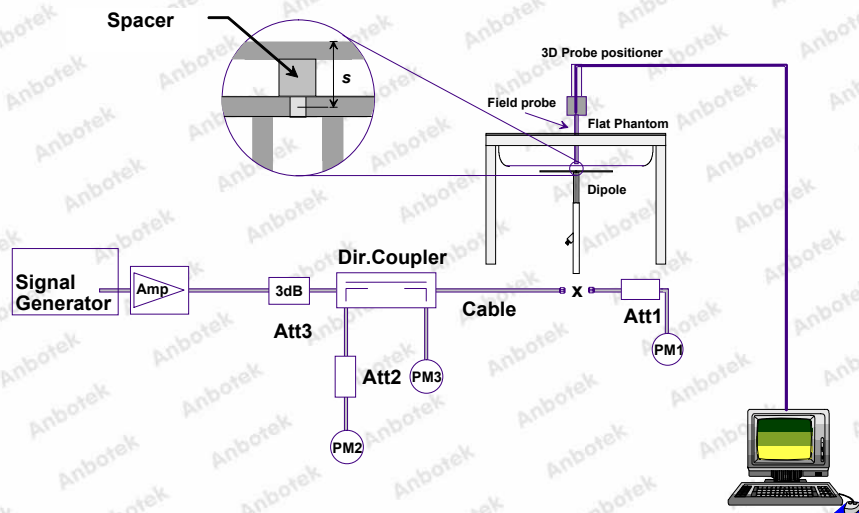 Spacer
s
3D Probe positioner
Field probe
Flat Phantom
Dipole
Signal
Generator
Amp
3dB
Att3
Dir.Coupler
Cable
x
Att1
PM1
Att2
PM3
PM2
Anbotek